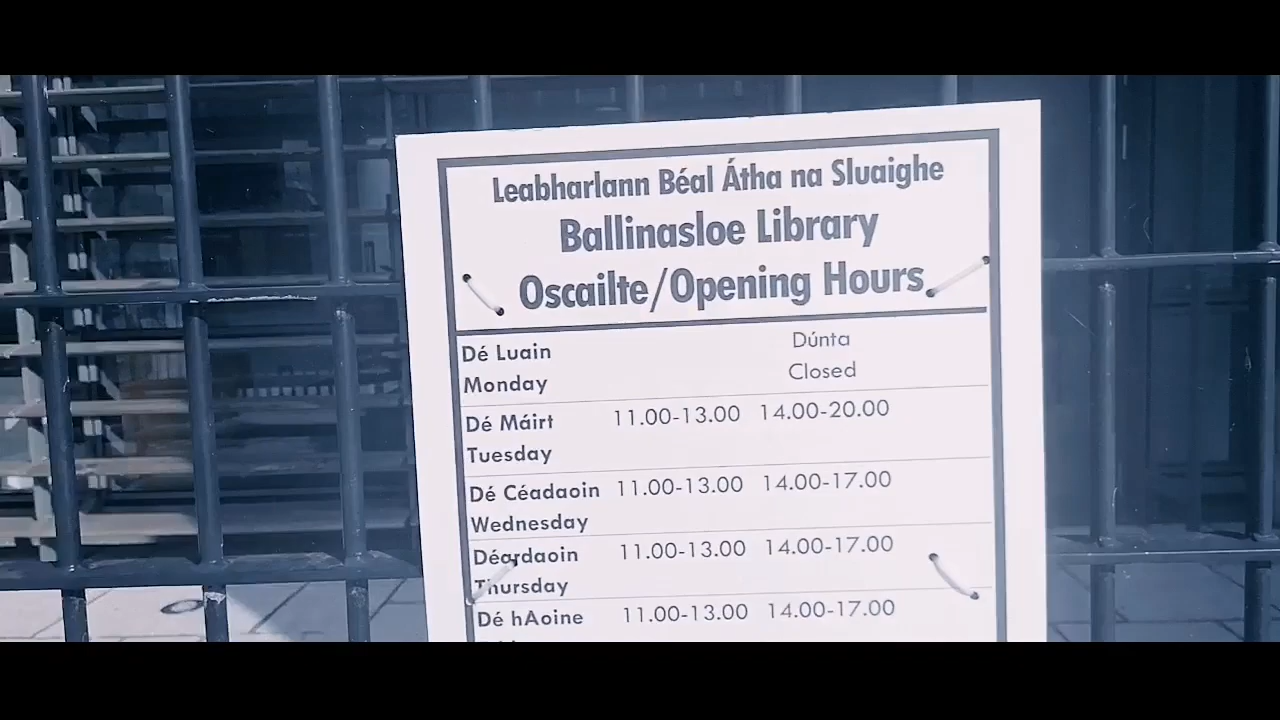 Leabharlann Béal Átha na Sluaighe
Ballinasloe Library
Oscailte/Opening Hours
Dé Luain Dúnta
Monday Closed
Dé Máirt 11.00-13.00 14.00-20.00
Tuesday
Dé Céadaoin 11.00-13.00 14.00-17.00
Wednesday
Déardaoin 11.00-13.00 14.00-17.00
Thursday
Dé hAoine 11.00-13.00 14.00-17.00